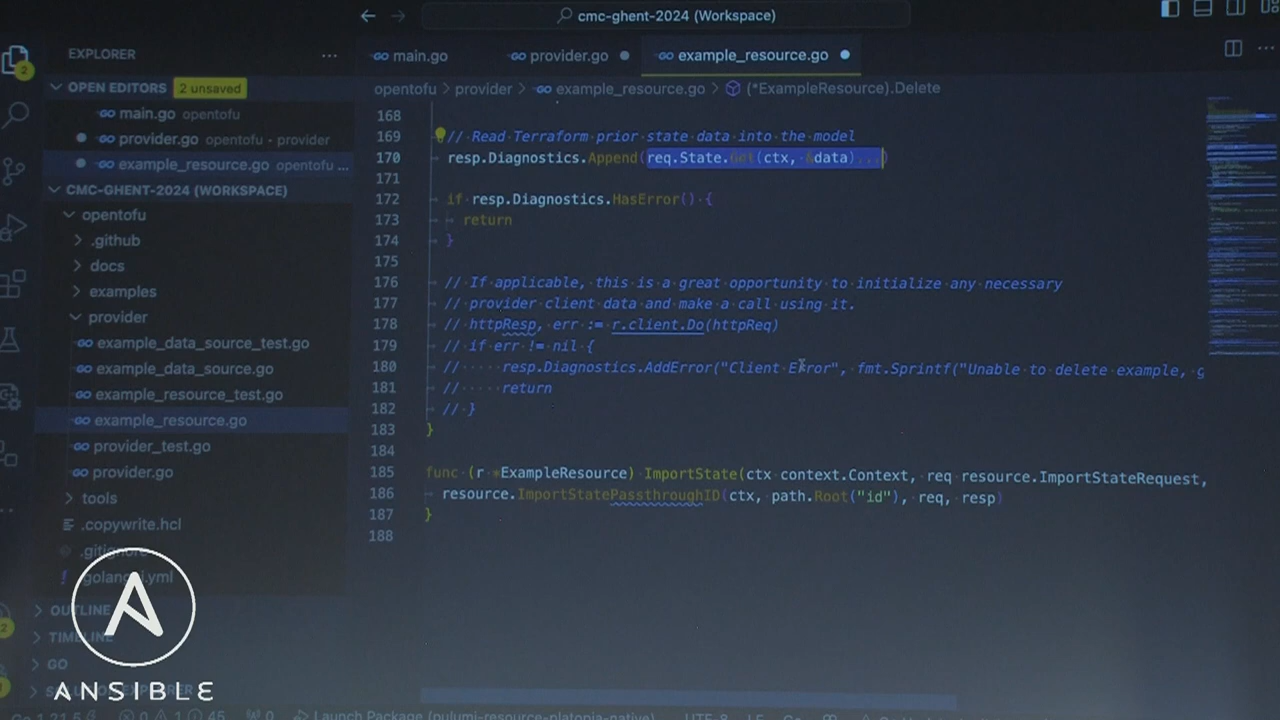 cmc-ghent-2024 (Workspace)
EXPLORER
main.go
provider.go
example_resource.go
OPEN EDITORS
2 unsaved
opentofu > provider > example_resource.go > (*ExampleResource).Delete
main.go opentofu
provider.go opentofu - provider
example_resource.go opentofu ...
CMC-GHENT-2024 (WORKSPACE)
opentofu
.github
docs
examples
provider
example_data_source_test.go
example_data_source.go
example_resource_test.go
example_resource.go
provider_test.go
provider.go
tools
.copywrite.hcl
.gitignore
OUTLINE
TIMELINE
GO
168
169 // Read Terraform prior state data into the model
170 resp.Diagnostics.Append(req.State.Get(ctx, &data)...)
171
172 if resp.Diagnostics.HasError() {
173 return
174 }
175
176 // If applicable, this is a great opportunity to initialize any necessary
177 // provider client data and make a call using it.
178 // httpResp, err := r.client.Do(httpReq)
179 // if err != nil {
180 // resp.Diagnostics.AddError("Client Error", fmt.Sprintf("Unable to delete example, g
181 // return
182 // }
183 }
184
185 func (r *ExampleResource) ImportState(ctx context.Context, req resource.ImportStateRequest,
186 resource.ImportStatePassthroughID(ctx, path.Root("id"), req, resp)
187 }
188
ANSIBLE
Launch Package (pulumi-resource-platopia-native)